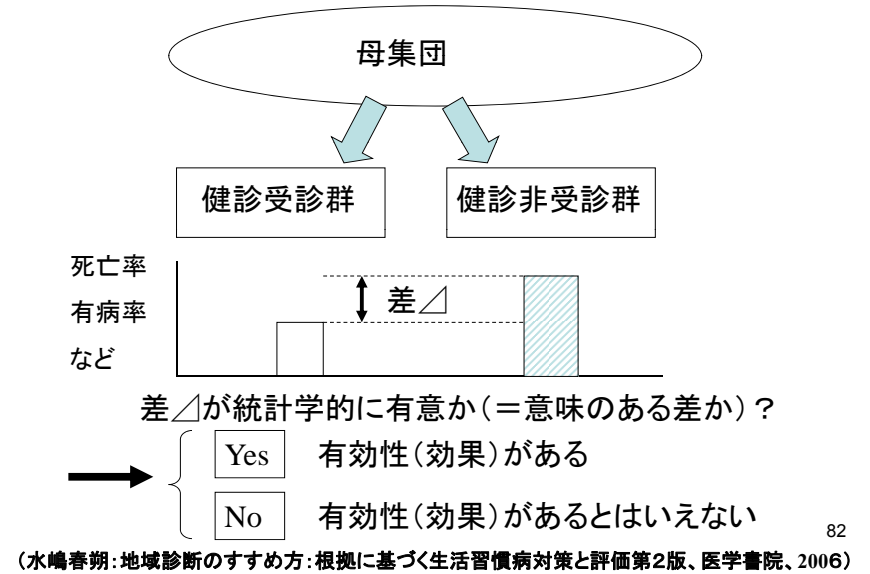 母集団
健診受診群
健診非受診群
死亡率
有病率
など
差⊿
差⊿が統計学的に有意か(=意味のある差か)?
Yes 有効性(効果)がある
No 有効性(効果)があるとはいえない
82
(水嶋春朔:地域診断のすすめ方:根拠に基づく生活習慣病対策と評価第2版、医学書院、2006)